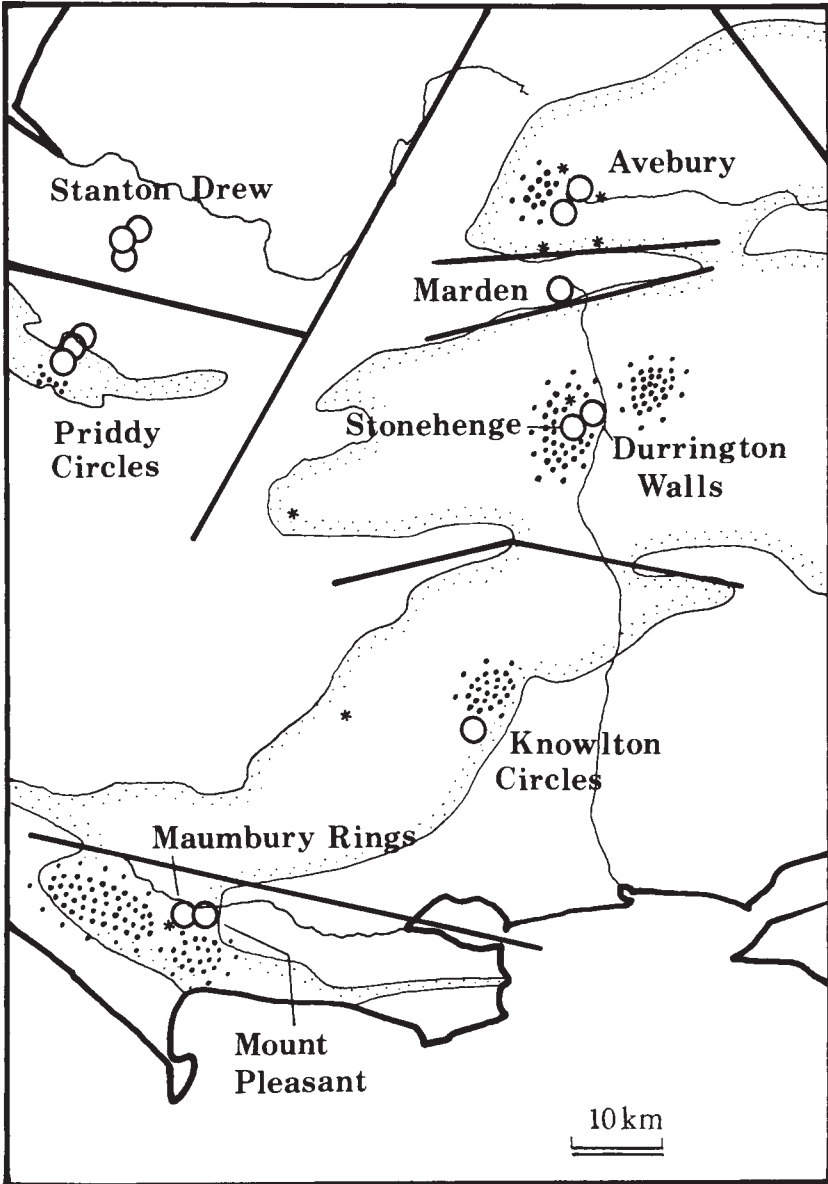 Avebury
Stanton Drew
Marden
Stonehenge
Priddy
Circles
Durrington
Walls
Knowlton
Circles
Maumbury Rings
Mount
Pleasant
10 km